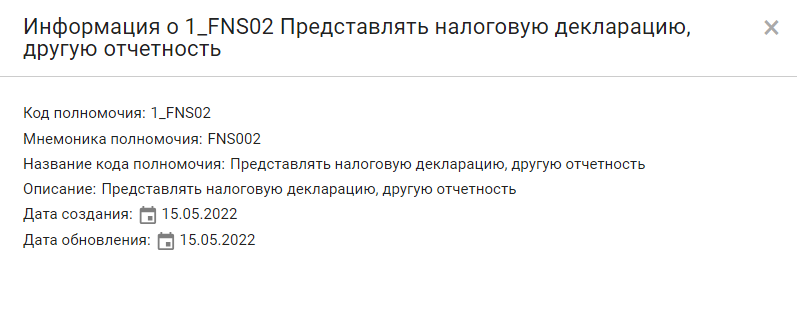 Информация о 1_FNS02 Представлять налоговую декларацию,
другую отчетность
Код полномочия: 1_FNS02
Мнемоника полномочия: FNS002
Название кода полномочия: Представлять налоговую декларацию, другую отчетность
Описание: Представлять налоговую декларацию, другую отчетность
Дата создания: 15.05.2022
Дата обновления: 15.05.2022